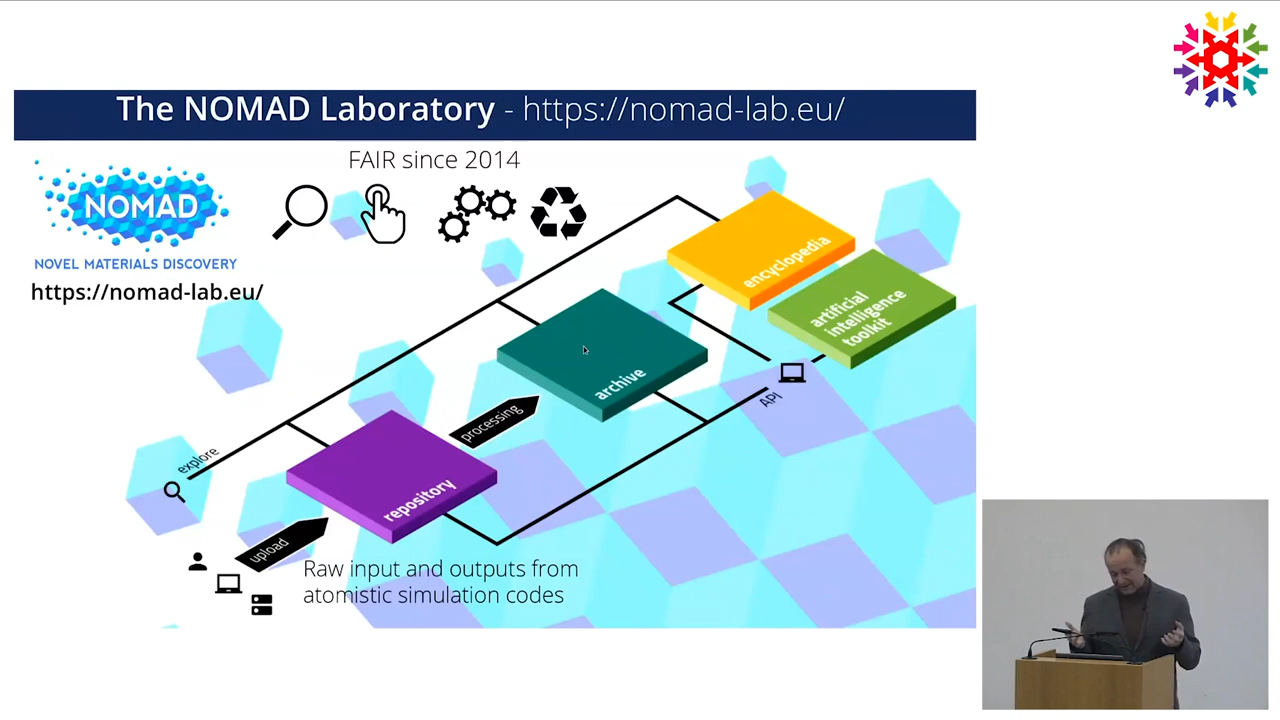 The NOMAD Laboratory - https://nomad-lab.eu/
FAIR since 2014
NOMAD
NOVEL MATERIALS DISCOVERY
https://nomad-lab.eu/
encyclopedia
artificial
intelligence
toolkit
archive
API
processing
explore
repository
upload
Raw input and outputs from
atomistic simulation codes